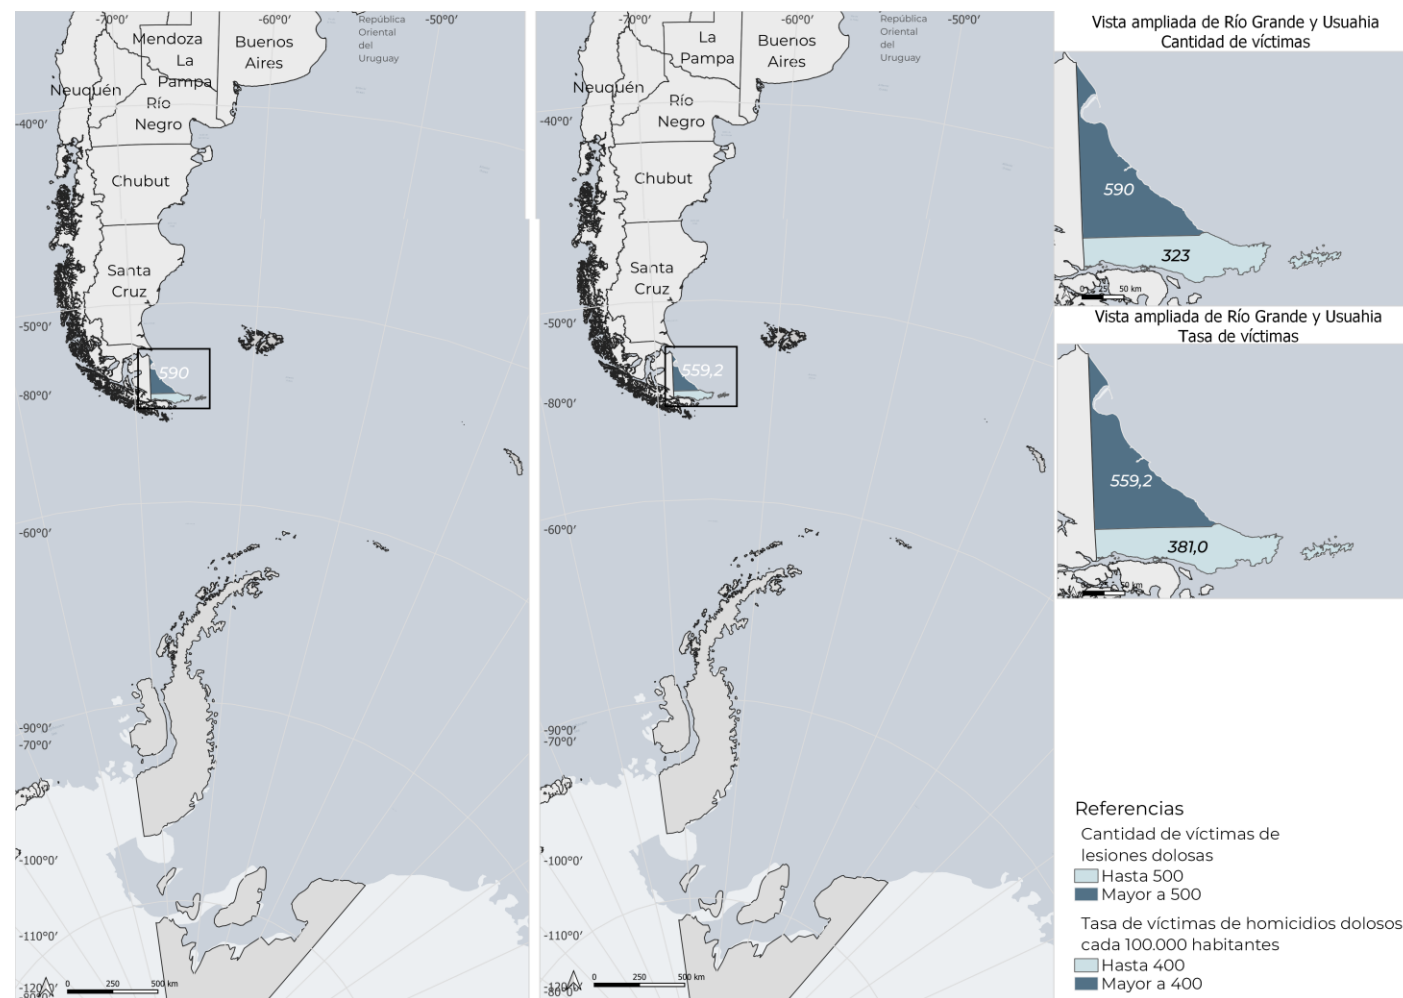 -70°0'
-60°0'
-50°0'
República
Oriental
del
Uruguay
Mendoza
La
Pampa
Buenos
Aires
Neuquén
Río
Negro
-40°0'
Chubut
Santa
Cruz
-50°0'
590
-80°0'
-60°0'
-90°0'
-70°0'
-100°0'
-110°0'
0 250 500 km
-70°0'
-60°0'
-50°0'
República
Oriental
del
Uruguay
La
Pampa
Buenos
Aires
Neuquén
Río
Negro
-40°0'
Chubut
Santa
Cruz
-50°0'
559,2
-80°0'
-60°0'
-90°0'
-70°0'
-100°0'
-110°0'
0 250 500 km
Vista ampliada de Río Grande y Usuahia
Cantidad de víctimas
590
323
0 25 50 km
Vista ampliada de Río Grande y Usuahia
Tasa de víctimas
559,2
381,0
50 km
Referencias
Cantidad de víctimas de
lesiones dolosas
Hasta 500
Mayor a 500
Tasa de víctimas de homicidios dolosos
cada 100.000 habitantes
Hasta 400
Mayor a 400